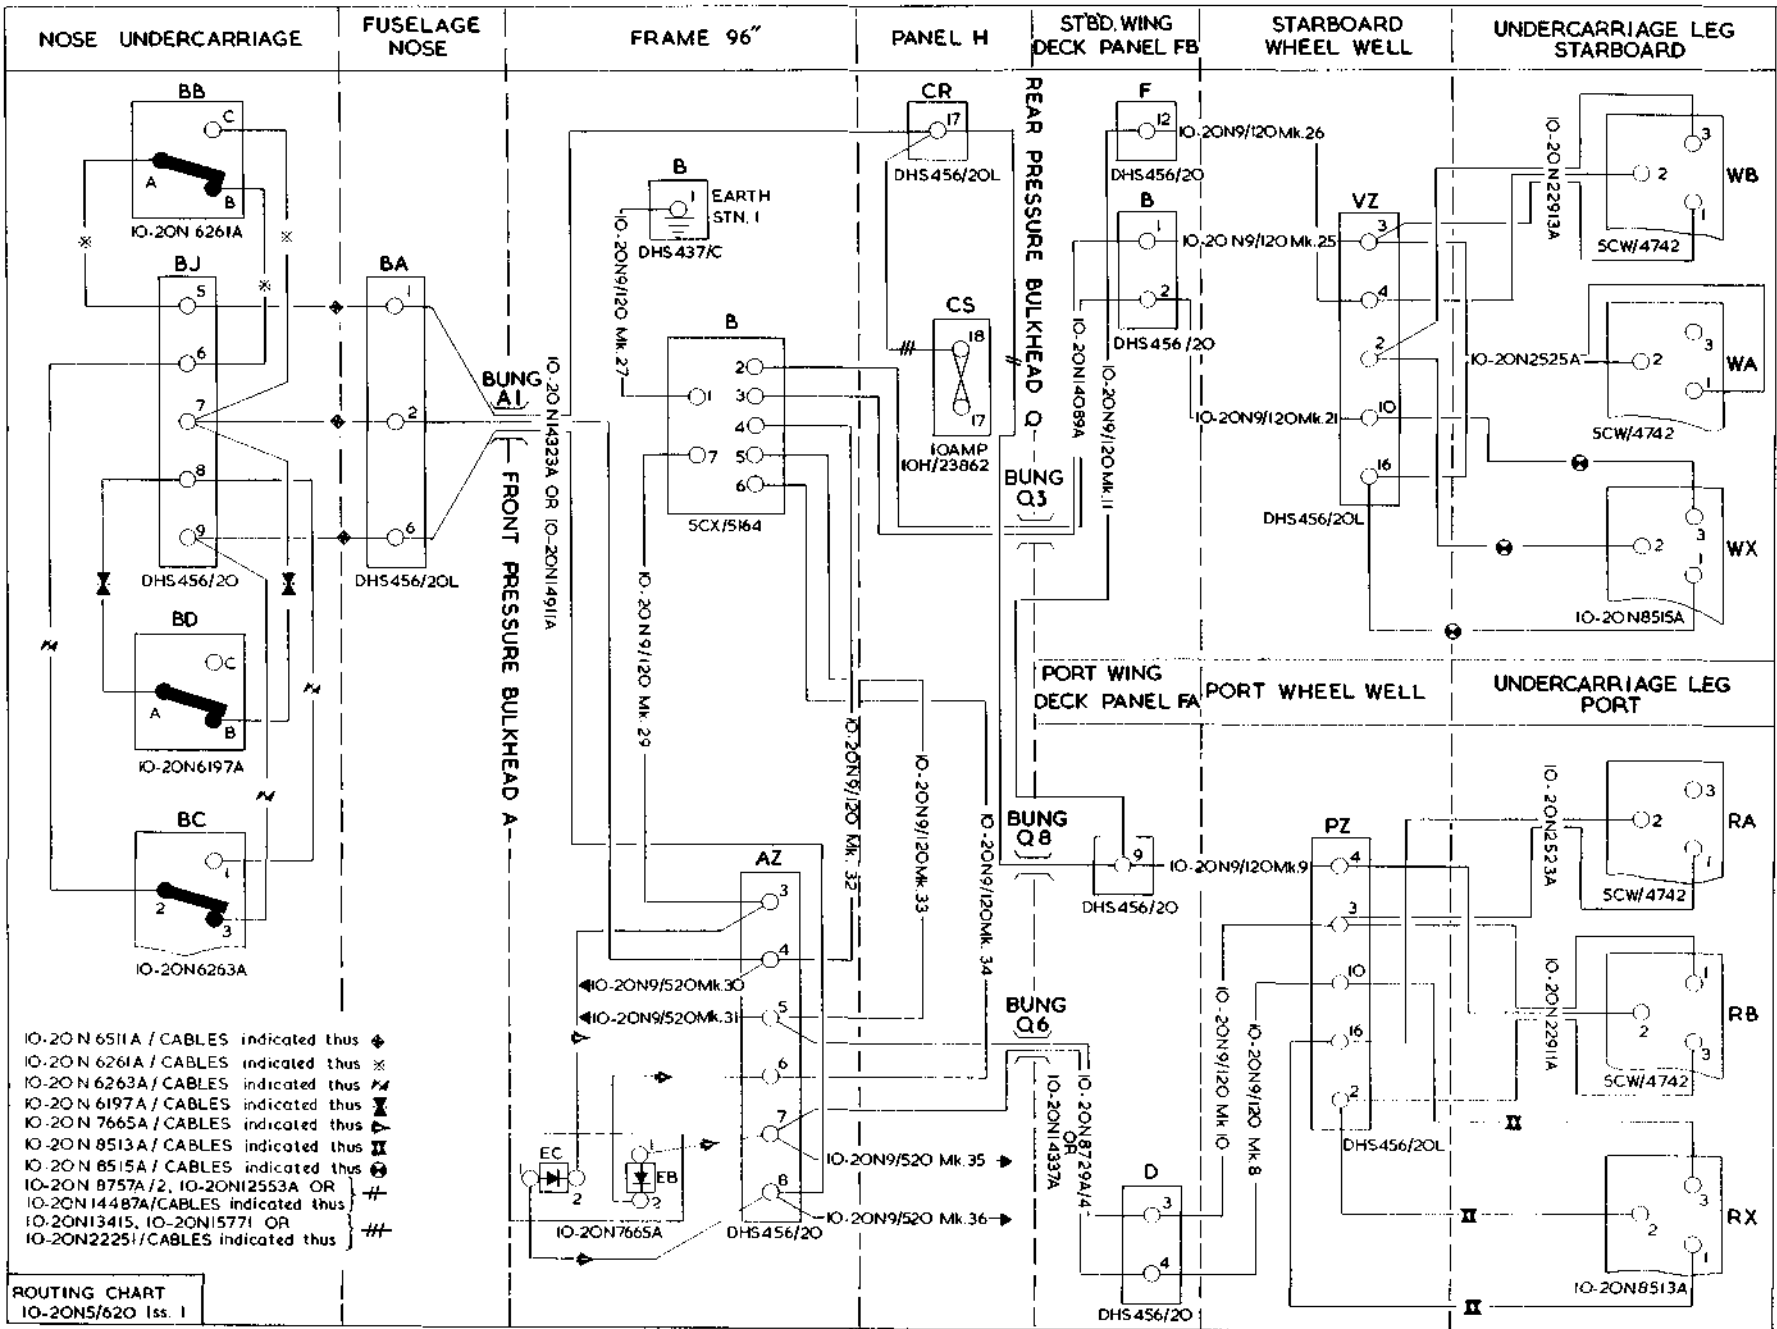 NOSE UNDERCARRIAGE
FUSELAGE
NOSE
FRAME 96"
PANEL H
STBD. WING
DECK PANEL FB
STARBOARD
WHEEL WELL
UNDERCARRIAGE LEG
STARBOARD
BB
C
A
B
10-20N 6261A
BJ
5
6
7
8
9
DHS456/20
BD
C
A
B
10-20N6197A
BC
1
2
3
10-20N6263A
BA
1
2
6
DHS456/20L
BUNG
A1
FRONT PRESSURE BULKHEAD A
10-20N14323A OR 10-20N14911A
B
1
EARTH
STN. 1
DHS437/C
10-20N9/120 Mk.27
B
1
7
2
3
4
5
6
5CX/5164
10-20N9/120 Mk.29
10-20N9/120 Mk. 32
10-20N9/120Mk.33
10-20N9/120Mk. 34
AZ
3
4
5
6
7
8
DHS456/20
10-20N9/520Mk.30
10-20N9/520Mk.31
10-20N9/520 Mk.35
10-20N9/520 Mk.36
EC
1
2
EB
1
2
10-20N7665A
CR
17
DHS456/20L
CS
18
17
10AMP
10H/23862
REAR PRESSURE BULKHEAD Q
BUNG
Q3
BUNG
Q8
BUNG
Q6
10-20N14089A
10-20N9/120Mk.11
10-20N14337A
OR
10-20N8729A/4
F
12
DHS456/20
10-20N9/120Mk.26
B
1
2
DHS456/20
10-20N9/120Mk.25
10-20N9/120Mk.21
VZ
3
4
2
10
16
DHS456/20L
10-20N22913A
3
2
1
WB
5CW/4742
10-20N2525A
3
2
1
WA
5CW/4742
3
2
1
WX
10-20N8515A
PORT WING
DECK PANEL FA
PORT WHEEL WELL
UNDERCARRIAGE LEG
PORT
9
DHS456/20
10-20N9/120Mk.9
PZ
4
3
10
16
2
DHS456/20L
10-20N9/120 Mk.10
10-20N9/120 Mk.8
D
3
4
DHS456/20
10-20N2523A
3
2
1
RA
5CW/4742
10-20N22911A
1
2
3
RB
5CW/4742
3
2
1
RX
10-20N8513A
10-20N 6511A / CABLES indicated thus
10-20N 6261A / CABLES indicated thus
10-20N 6263A / CABLES indicated thus
10-20N 6197A / CABLES indicated thus
10-20N 7665A / CABLES indicated thus
10-20N 8513A / CABLES indicated thus
10-20N 8515A / CABLES indicated thus
10-20N 8757A/2, 10-20N12553A OR
10-20N14487A/CABLES indicated thus
10-20N13415, 10-20N15771 OR
10-20N22251/CABLES indicated thus
ROUTING CHART
10-20N5/620 Iss. 1